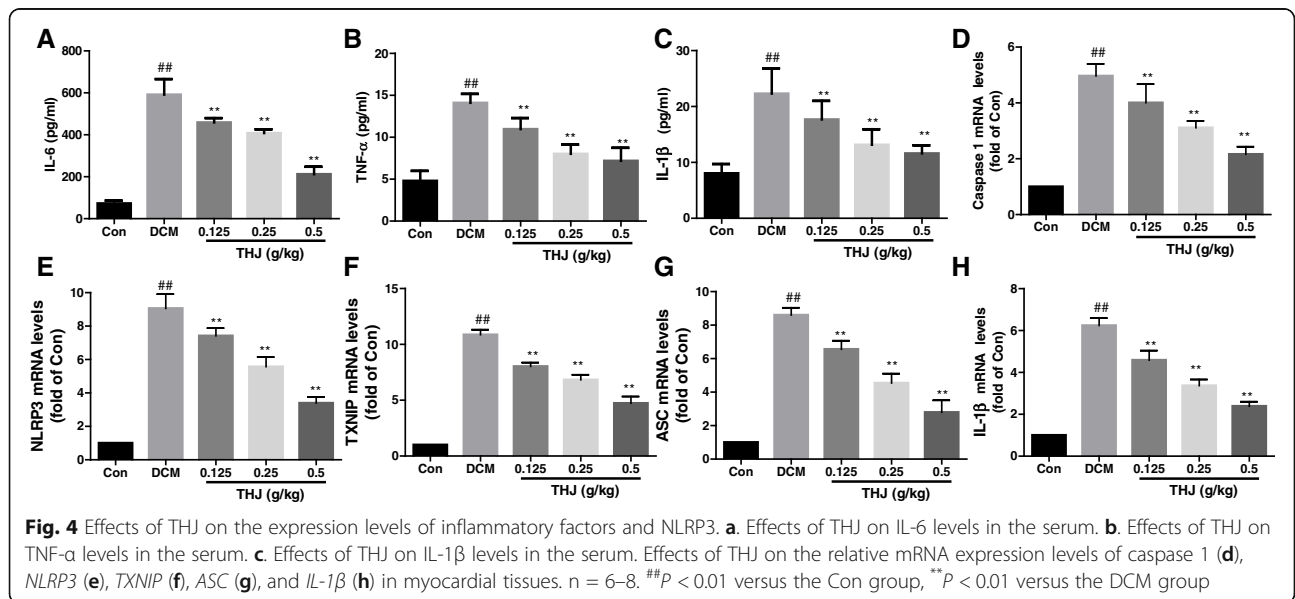 A
IL-6 (pg/ml)
800
600
400
200
0
##
**
**
**
Con DCM 0.125 0.25 0.5
THJ (g/kg)
B
TNF-α (pg/ml)
20
15
10
5
0
##
**
**
**
Con DCM 0.125 0.25 0.5
THJ (g/kg)
C
IL-1β (pg/ml)
30
20
10
0
##
**
**
**
Con DCM 0.125 0.25 0.5
THJ (g/kg)
D
Caspase 1 mRNA levels
(fold of Con)
6
4
2
0
##
**
**
**
Con DCM 0.125 0.25 0.5
THJ (g/kg)
E
NLRP3 mRNA levels
(fold of Con)
10
8
6
4
2
0
##
**
**
**
Con DCM 0.125 0.25 0.5
THJ (g/kg)
F
TXNIP mRNA levels
(fold of Con)
15
10
5
0
##
**
**
**
Con DCM 0.125 0.25 0.5
THJ (g/kg)
G
ASC mRNA levels
(fold of Con)
10
8
6
4
2
0
##
**
**
**
Con DCM 0.125 0.25 0.5
THJ (g/kg)
H
IL-1β mRNA levels
(fold of Con)
8
6
4
2
0
##
**
**
**
Con DCM 0.125 0.25 0.5
THJ (g/kg)
Fig. 4 Effects of THJ on the expression levels of inflammatory factors and NLRP3. a. Effects of THJ on IL-6 levels in the serum. b. Effects of THJ on
TNF-α levels in the serum. c. Effects of THJ on IL-1β levels in the serum. Effects of THJ on the relative mRNA expression levels of caspase 1 (d),
NLRP3 (e), TXNIP (f), ASC (g), and IL-1β (h) in myocardial tissues. n = 6–8. ##P < 0.01 versus the Con group, **P < 0.01 versus the DCM group